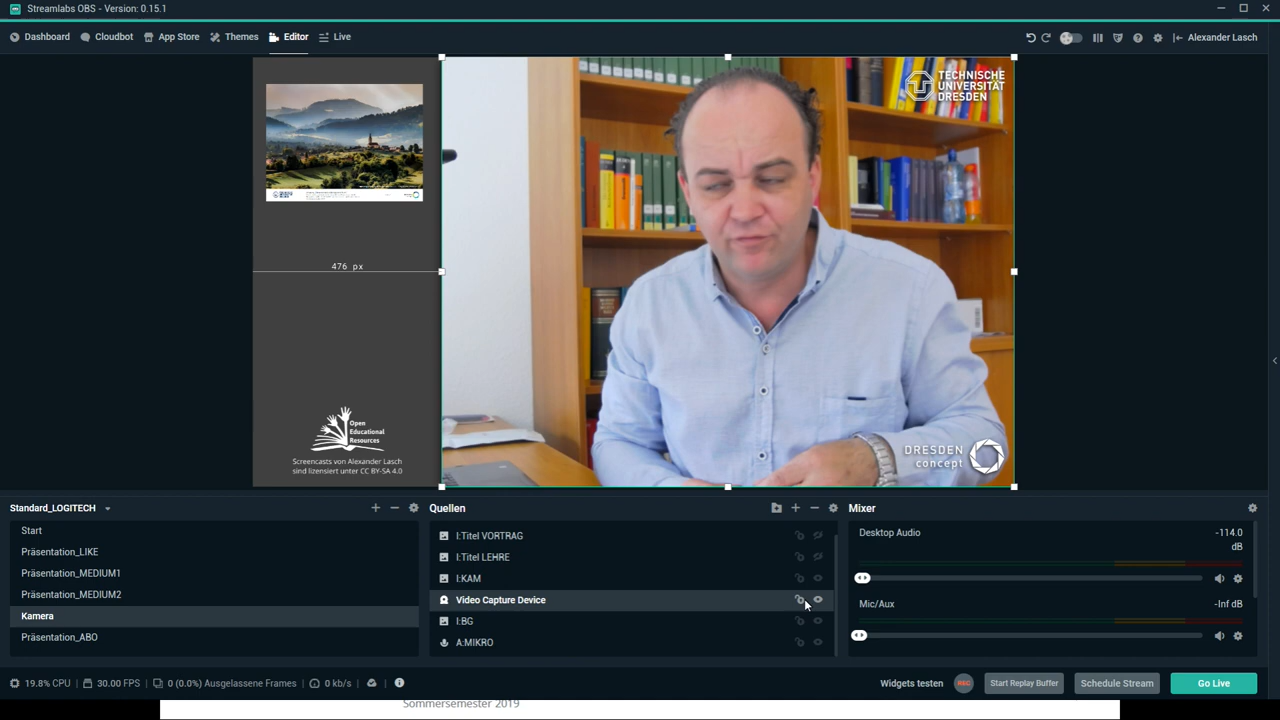 Streamlabs OBS - Version: 0.15.1
Dashboard Cloudbot App Store Themes Editor Live Alexander Lasch
TECHNISCHE
UNIVERSITÄT
DRESDEN
476 px
Open
Educational
Resources
Screencasts von Alexander Lasch
sind lizensiert unter CC BY-SA 4.0
DRESDEN
concept
Standard_LOGITECH
Start
Präsentation_LIKE
Präsentation_MEDIUM1
Präsentation_MEDIUM2
Kamera
Präsentation_ABO
Quellen
I:Titel VORTRAG
I:Titel LEHRE
I:KAM
Video Capture Device
I:BG
A:MIKRO
Mixer
Desktop Audio -114.0
dB
Mic/Aux -Inf dB
19.8% CPU 30.00 FPS 0 (0.0%) Ausgelassene Frames 0 kb/s
Widgets testen REC Start Replay Buffer Schedule Stream Go Live
Sommersemester 2019